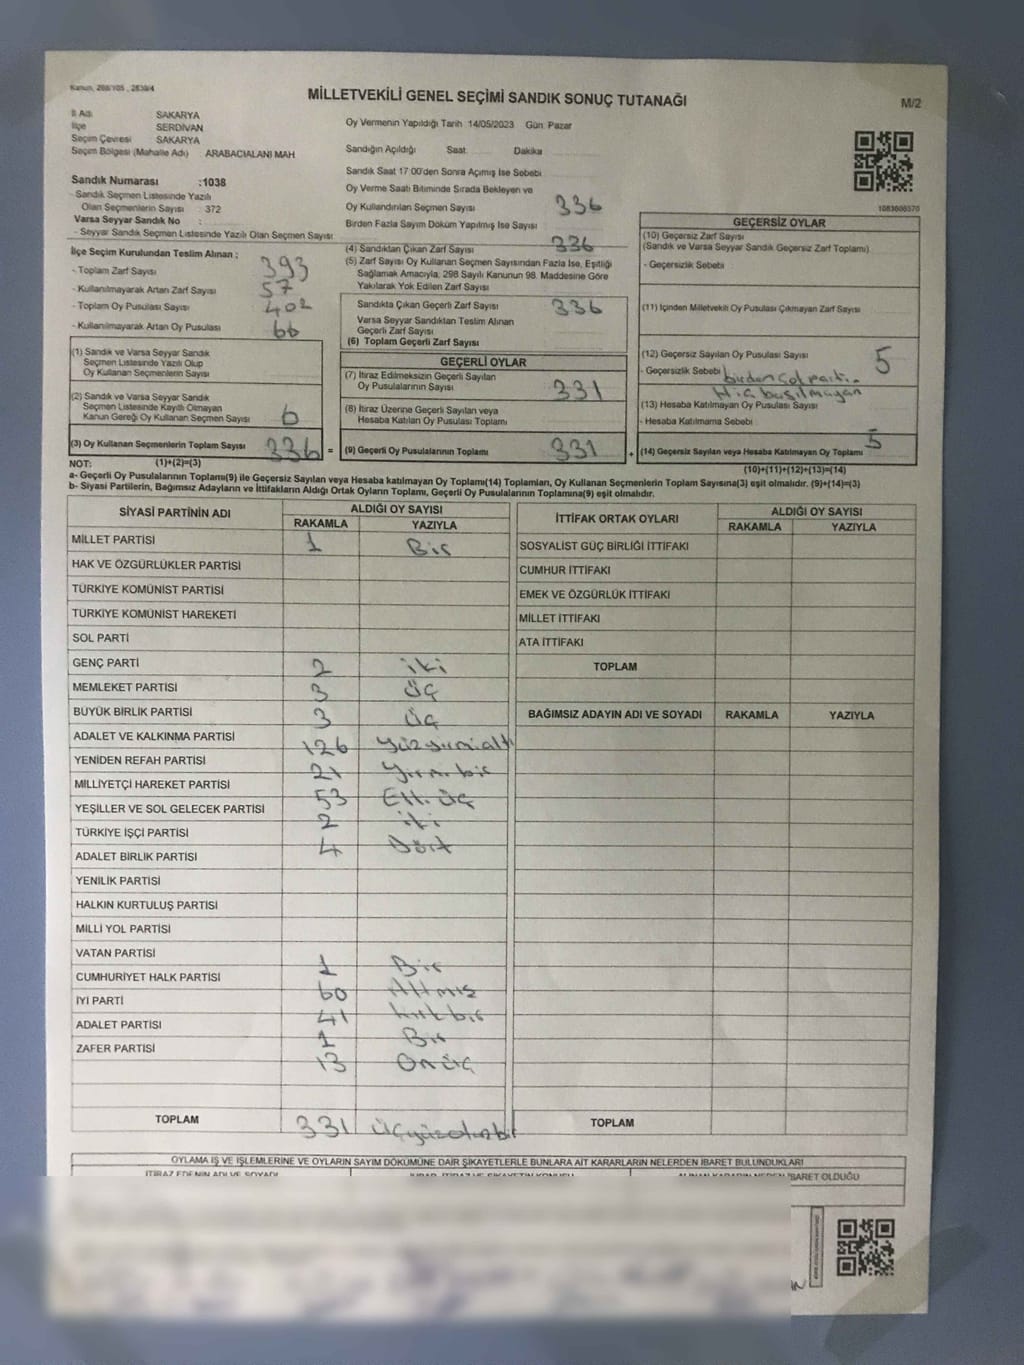 Kanun, 298/105 , 2839/4
MİLLETVEKİLİ GENEL SEÇİMİ SANDIK SONUÇ TUTANAĞI
M/2
İl Adı SAKARYA
İlçe SERDİVAN
Seçim Çevresi SAKARYA
Seçim Bölgesi (Mahalle Adı) ARABACIALANI MAH
Sandık Numarası :1038
- Sandık Seçmen Listesinde Yazılı
Olan Seçmenlerin Sayısı : 372
Varsa Seyyar Sandık No :
- Seyyar Sandık Seçmen Listesinde Yazılı Olan Seçmen Sayısı:
Oy Vermenin Yapıldığı Tarih 14/05/2023 Gün: Pazar
Sandığın Açıldığı Saat: Dakika
Sandık Saat 17:00'den Sonra Açımış İse Sebebi
Oy Verme Saati Bitiminde Sırada Bekleyen ve
Oy Kullandırılan Seçmen Sayısı 336
Birden Fazla Sayım Döküm Yapılmış İse Sayısı
1083600370
İlçe Seçim Kurulundan Teslim Alınan ;
- Toplam Zarf Sayısı 393
- Kullanılmayarak Artan Zarf Sayısı 57
- Toplam Oy Pusulası Sayısı 402
- Kullanılmayarak Artan Oy Pusulası 66
(1) Sandık ve Varsa Seyyar Sandık
Seçmen Listesinde Yazılı Olup
Oy Kullanan Seçmenlerin Sayısı
(2) Sandık ve Varsa Seyyar Sandık
Seçmen Listesinde Kayıtlı Olmayan
Kanun Gereği Oy Kullanan Seçmen Sayısı 6
(3) Oy Kullanan Seçmenlerin Toplam Sayısı 336 =
(4) Sandıktan Çıkan Zarf Sayısı 336
(5) Zarf Sayısı Oy Kullanan Seçmen Sayısından Fazla İse, Eşitliği
Sağlamak Amacıyla, 298 Sayılı Kanunun 98. Maddesine Göre
Yakılarak Yok Edilen Zarf Sayısı
Sandıkta Çıkan Geçerli Zarf Sayısı 336
Varsa Seyyar Sandıktan Teslim Alınan
Geçerli Zarf Sayısı
(6) Toplam Geçerli Zarf Sayısı
GEÇERLİ OYLAR
(7) İtiraz Edilmeksizin Geçerli Sayılan
Oy Pusulalarının Sayısı 331
(8) İtiraz Üzerine Geçerli Sayılan veya
Hesaba Katılan Oy Pusulası Toplamı
(9) Geçerli Oy Pusulalarının Toplamı 331 +
GEÇERSİZ OYLAR
(10) Geçersiz Zarf Sayısı
(Sandık ve Varsa Seyyar Sandık Geçersiz Zarf Toplamı)
- Geçersizlik Sebebi
(11) İçinden Milletvekili Oy Pusulası Çıkmayan Zarf Sayısı
(12) Geçersiz Sayılan Oy Pusulası Sayısı 5
- Geçersizlik Sebebi birden çok parti
Hiç basılmayan
(13) Hesaba Katılmayan Oy Pusulası Sayısı
- Hesaba Katılmama Sebebi
(14) Geçersiz Sayılan veya Hesaba Katılmayan Oy Toplamı 5
NOT: (1)+(2)=(3)
(10)+(11)+(12)+(13)=(14)
a- Geçerli Oy Pusulalarının Toplamı(9) ile Geçersiz Sayılan veya Hesaba katılmayan Oy Toplamı(14) Toplamları, Oy Kullanan Seçmenlerin Toplam Sayısına(3) eşit olmalıdır. (9)+(14)=(3)
b- Siyasi Partilerin, Bağımsız Adayların ve İttifakların Aldığı Ortak Oyların Toplamı, Geçerli Oy Pusulalarının Toplamına(9) eşit olmalıdır.
SİYASİ PARTİNİN ADI ALDIĞI OY SAYISI
RAKAMLA YAZIYLA
MİLLET PARTİSİ 1 Bir
HAK VE ÖZGÜRLÜKLER PARTİSİ
TÜRKİYE KOMÜNİST PARTİSİ
TÜRKİYE KOMÜNİST HAREKETİ
SOL PARTİ
GENÇ PARTİ 2 iki
MEMLEKET PARTİSİ 3 üç
BÜYÜK BİRLİK PARTİSİ 3 üç
ADALET VE KALKINMA PARTİSİ 126 yüzyirmialtı
YENİDEN REFAH PARTİSİ 21 Yirmibir
MİLLİYETÇİ HAREKET PARTİSİ 53 Elli üç
YEŞİLLER VE SOL GELECEK PARTİSİ 2 iki
TÜRKİYE İŞÇİ PARTİSİ 4 Dört
ADALET BİRLİK PARTİSİ
YENİLİK PARTİSİ
HALKIN KURTULUŞ PARTİSİ
MİLLİ YOL PARTİSİ
VATAN PARTİSİ 1 Bir
CUMHURİYET HALK PARTİSİ 60 Altmış
İYİ PARTİ 41 kırkbir
ADALET PARTİSİ 1 Bir
ZAFER PARTİSİ 13 Onüç
TOPLAM 331 üçyüzotuzbir
İTTİFAK ORTAK OYLARI ALDIĞI OY SAYISI
RAKAMLA YAZIYLA
SOSYALİST GÜÇ BİRLİĞİ İTTİFAKI
CUMHUR İTTİFAKI
EMEK VE ÖZGÜRLÜK İTTİFAKI
MİLLET İTTİFAKI
ATA İTTİFAKI
TOPLAM
BAĞIMSIZ ADAYIN ADI VE SOYADI RAKAMLA YAZIYLA
TOPLAM
OYLAMA İŞ VE İŞLEMLERİNE VE OYLARIN SAYIM DÖKÜMÜNE DAİR ŞİKAYETLERLE BUNLARA AİT KARARLARIN NELERDEN İBARET BULUNDUKLARI
İTİRAZ EDENİN ADI VE SOYADI İBARET OLDUĞU